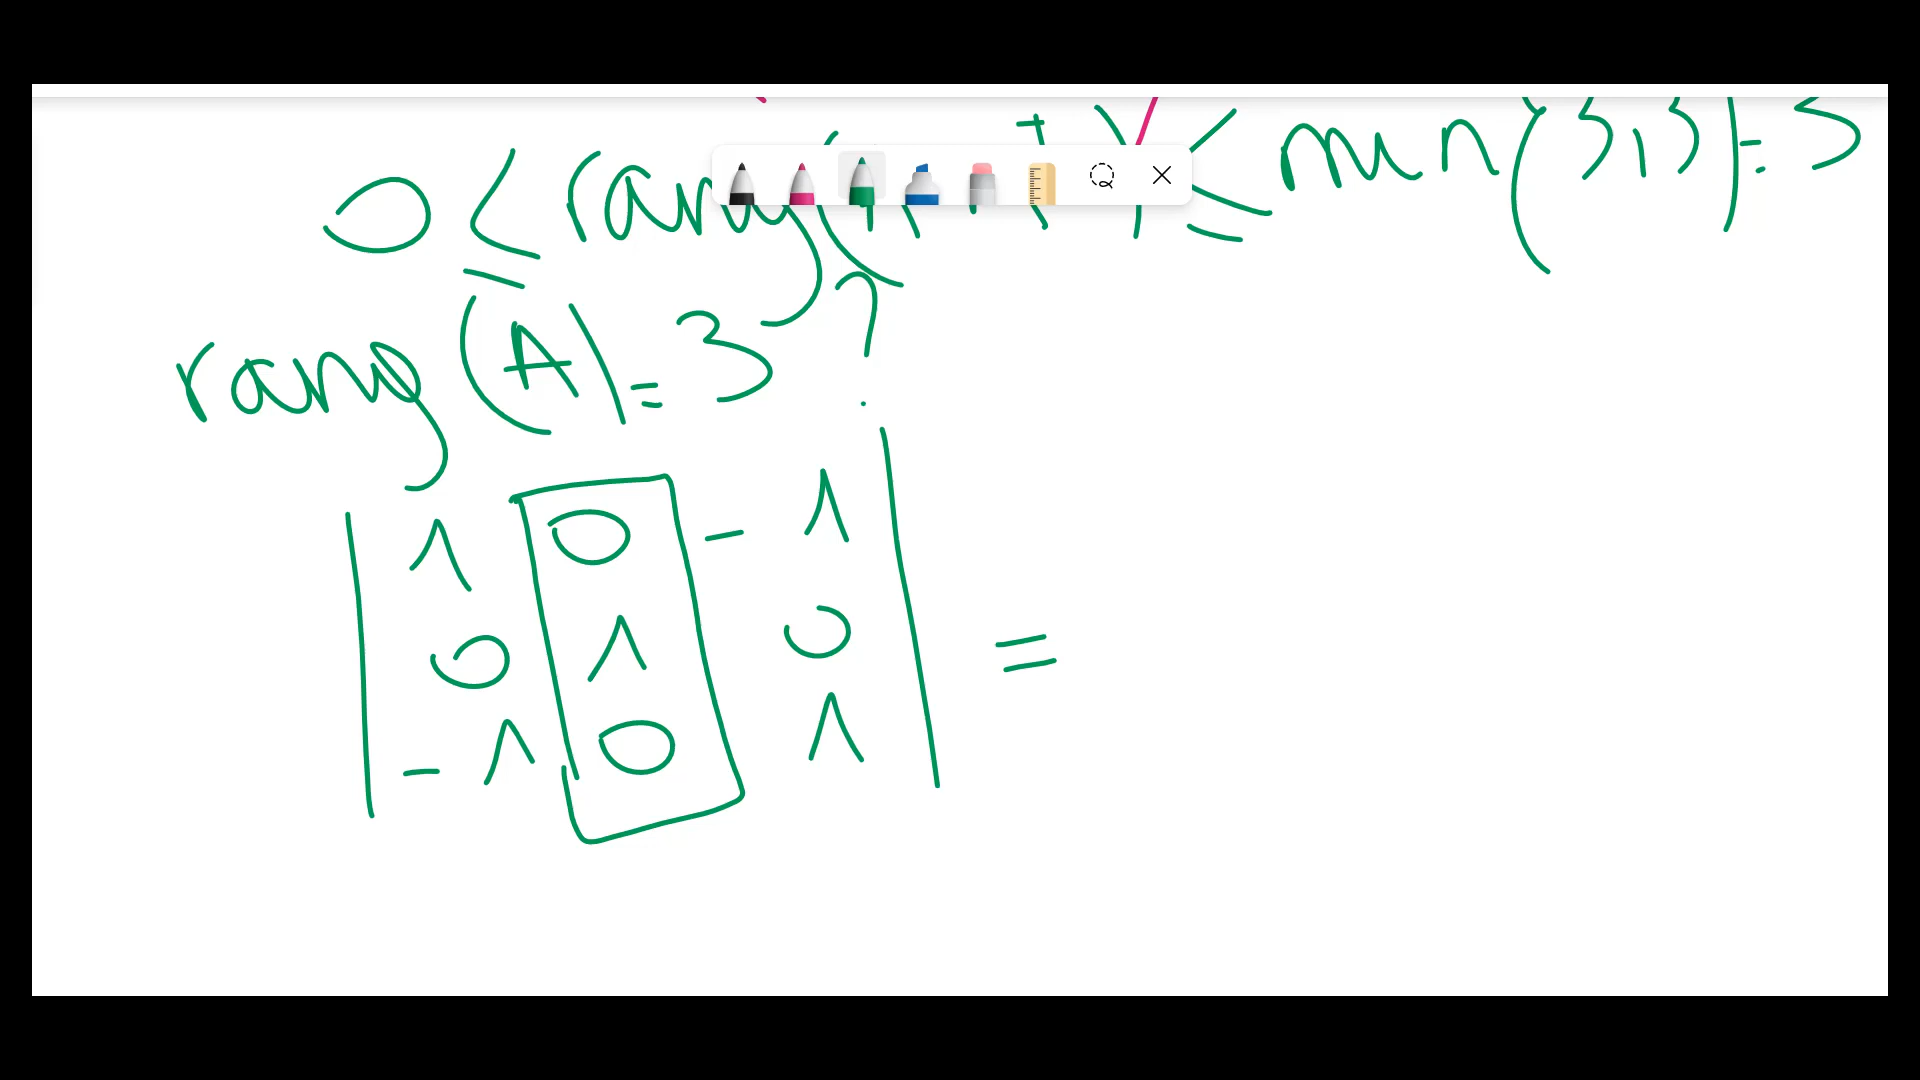 0 ≤ rang( ) ≤ min(3,3) = 3
rang(A) = 3 ?
| 1 0 -1 |
| 0 1 0 | =
| -1 0 1 |